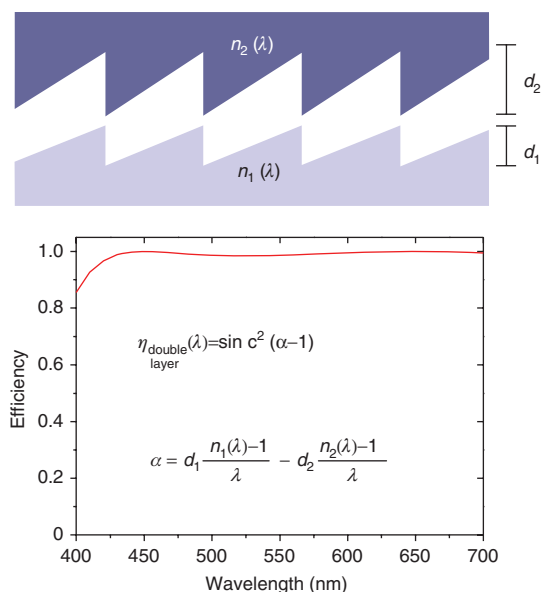 n₂ (λ)
d₂
d₁
n₁ (λ)
1.0
0.8
0.6
0.4
0.2
0
Efficiency
η double layer (λ)=sin c² (α−1)
α = d₁ n₁(λ)−1 / λ − d₂ n₂(λ)−1 / λ
400 450 500 550 600 650 700
Wavelength (nm)